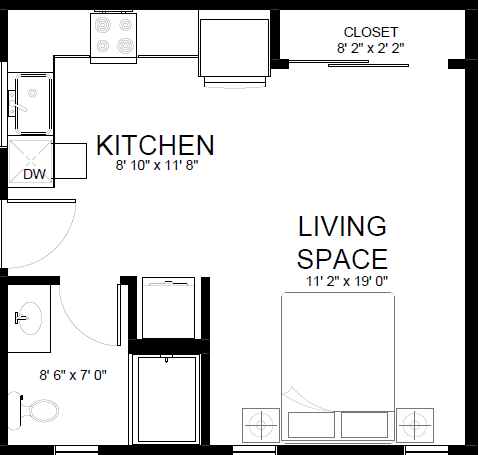 CLOSET
8' 2" x 2' 2"
KITCHEN
8' 10" x 11' 8"
DW
LIVING
SPACE
11' 2" x 19' 0"
8' 6" x 7' 0"